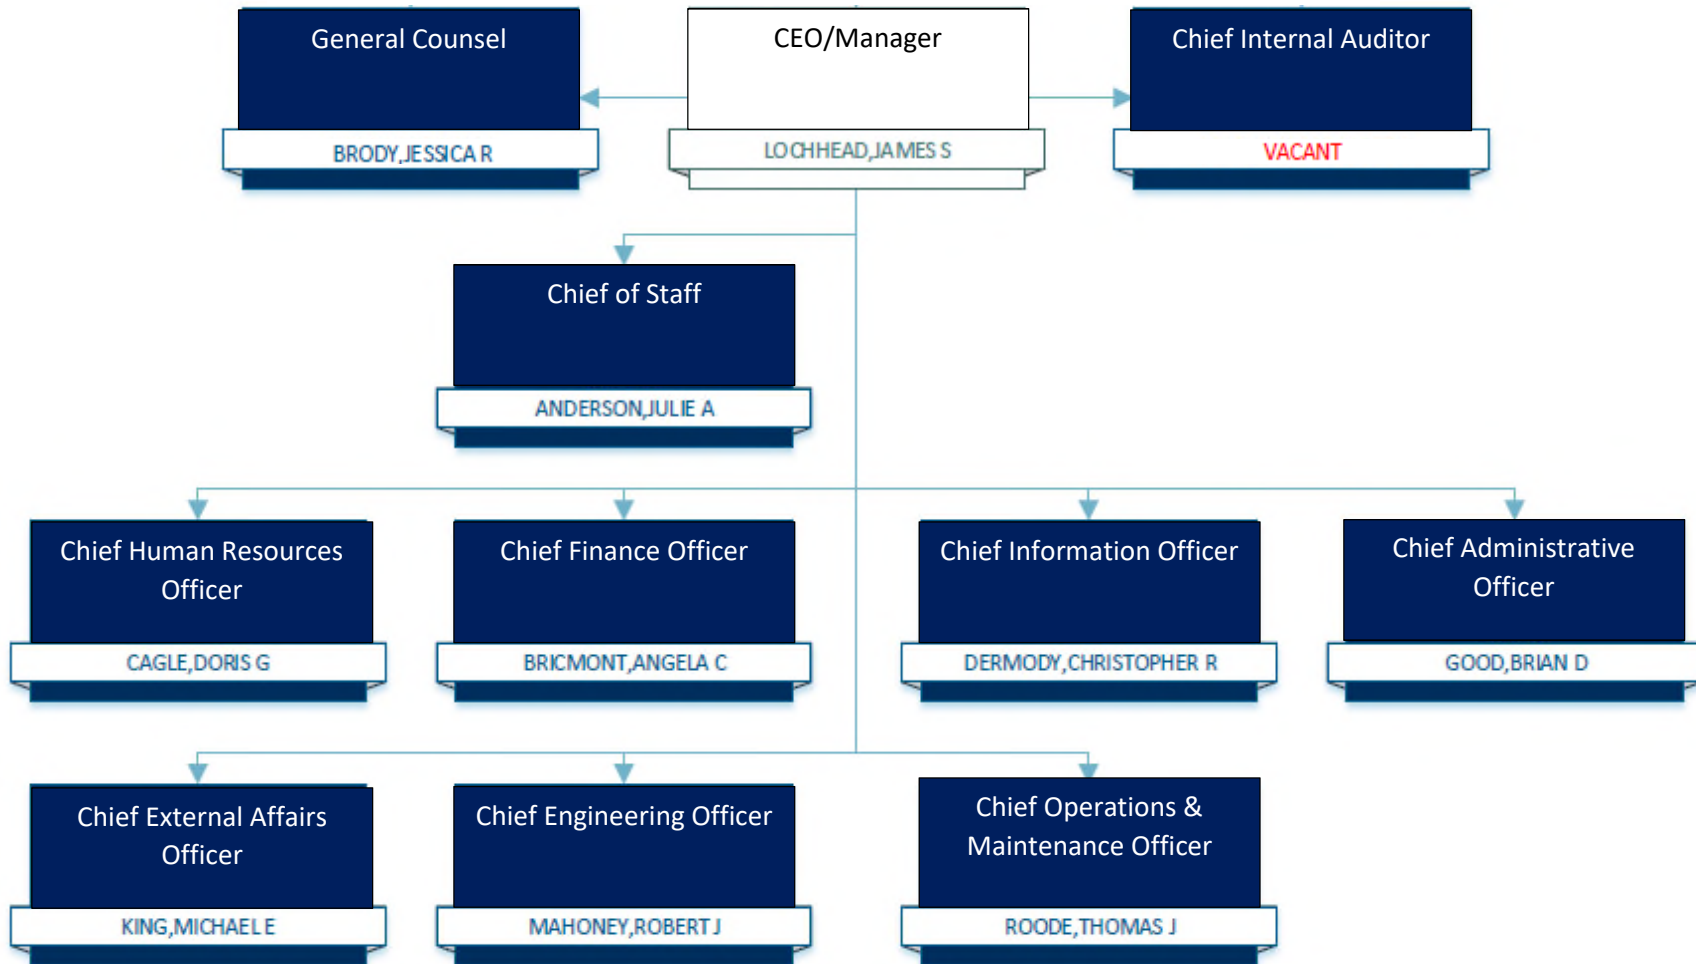 General Counsel
CEO/Manager
Chief Internal Auditor
BRODY,JESSICA R
LOCHHEAD,JAMES S
VACANT
Chief of Staff
ANDERSON,JULIE A
Chief Human Resources
Officer
Chief Finance Officer
Chief Information Officer
Chief Administrative
Officer
CAGLE,DORIS G
BRICMONT,ANGELA C
DERMODY,CHRISTOPHER R
GOOD,BRIAN D
Chief External Affairs
Officer
Chief Engineering Officer
Chief Operations &
Maintenance Officer
KING,MICHAEL E
MAHONEY,ROBERT J
ROODE,THOMAS J